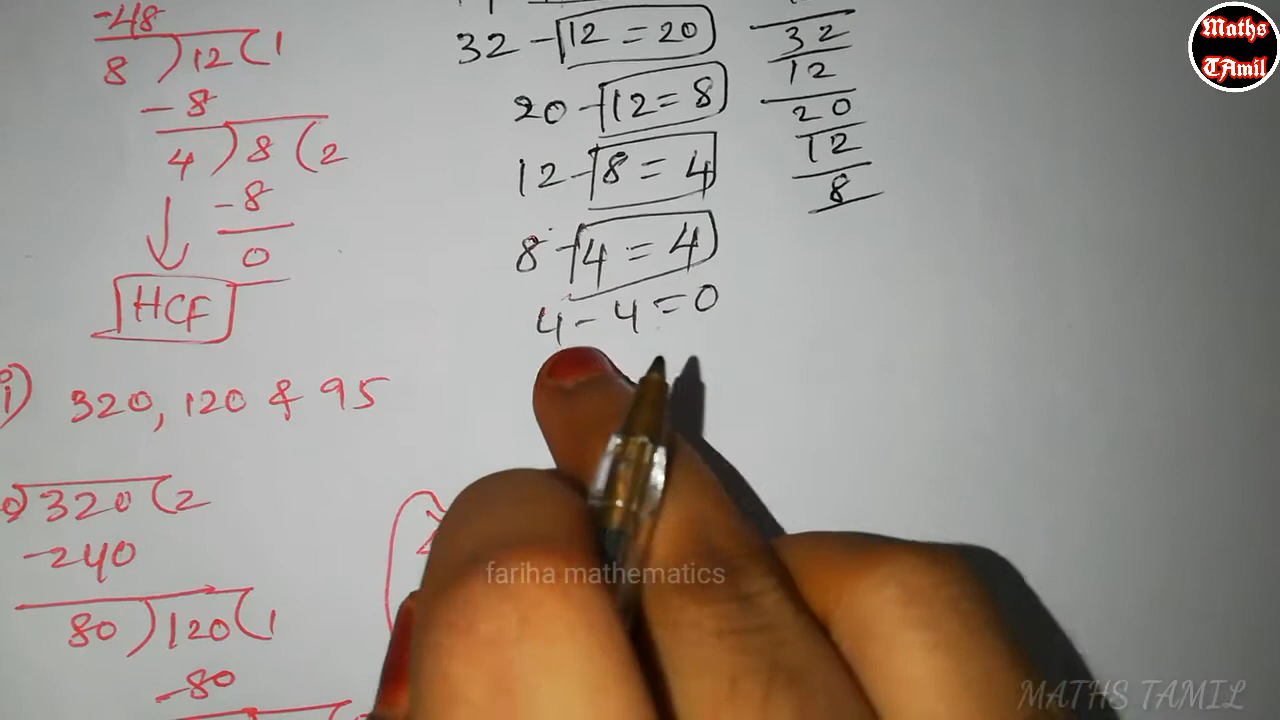 -48
8 ) 12 ( 1
- 8
4 ) 8 ( 2
- 8
0
HCF
i) 320, 120 & 95
) 320 ( 2
- 240
80 ) 120 ( 1
- 80
32 - 12 = 20
20 - 12 = 8
12 - 8 = 4
8 - 4 = 4
4 - 4 = 0
32
12
20
12
8
Maths
TAmil
fariha mathematics
MATHS TAMIL